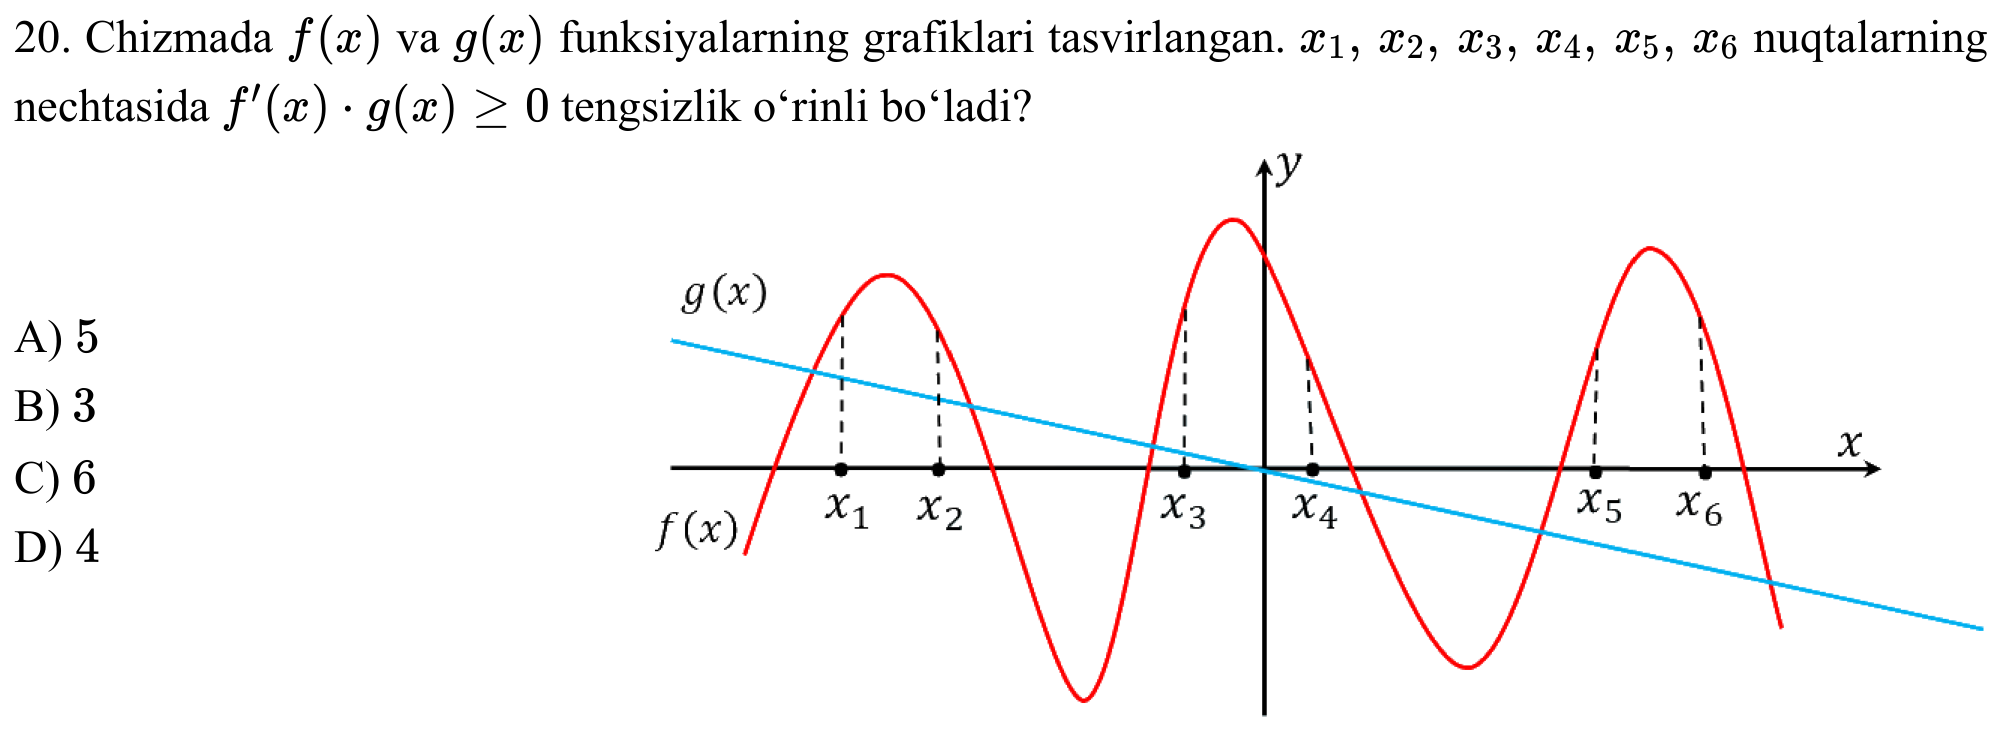 20. Chizmada f(x) va g(x) funksiyalarning grafiklari tasvirlangan. x₁, x₂, x₃, x₄, x₅, x₆ nuqtalarning
nechtasida f′(x) · g(x) ≥ 0 tengsizlik o‘rinli bo‘ladi?
A) 5
B) 3
C) 6
D) 4
y
g(x)
x
f(x)
x₁
x₂
x₃
x₄
x₅
x₆